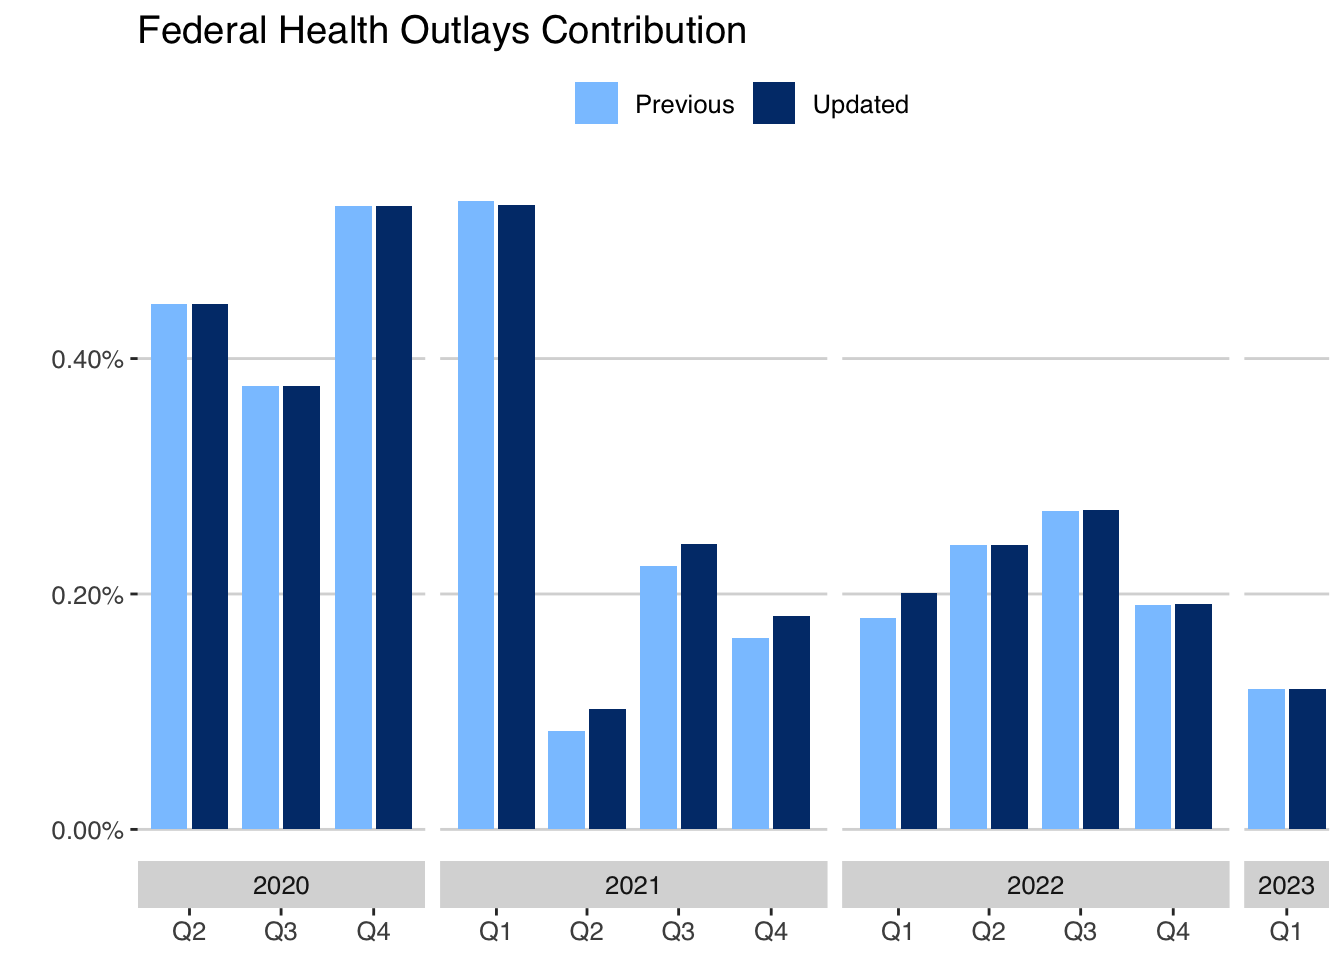 Federal Health Outlays Contribution
Previous Updated
0.40%
0.20%
0.00%
2020 2021 2022 2023
Q2 Q3 Q4 Q1 Q2 Q3 Q4 Q1 Q2 Q3 Q4 Q1